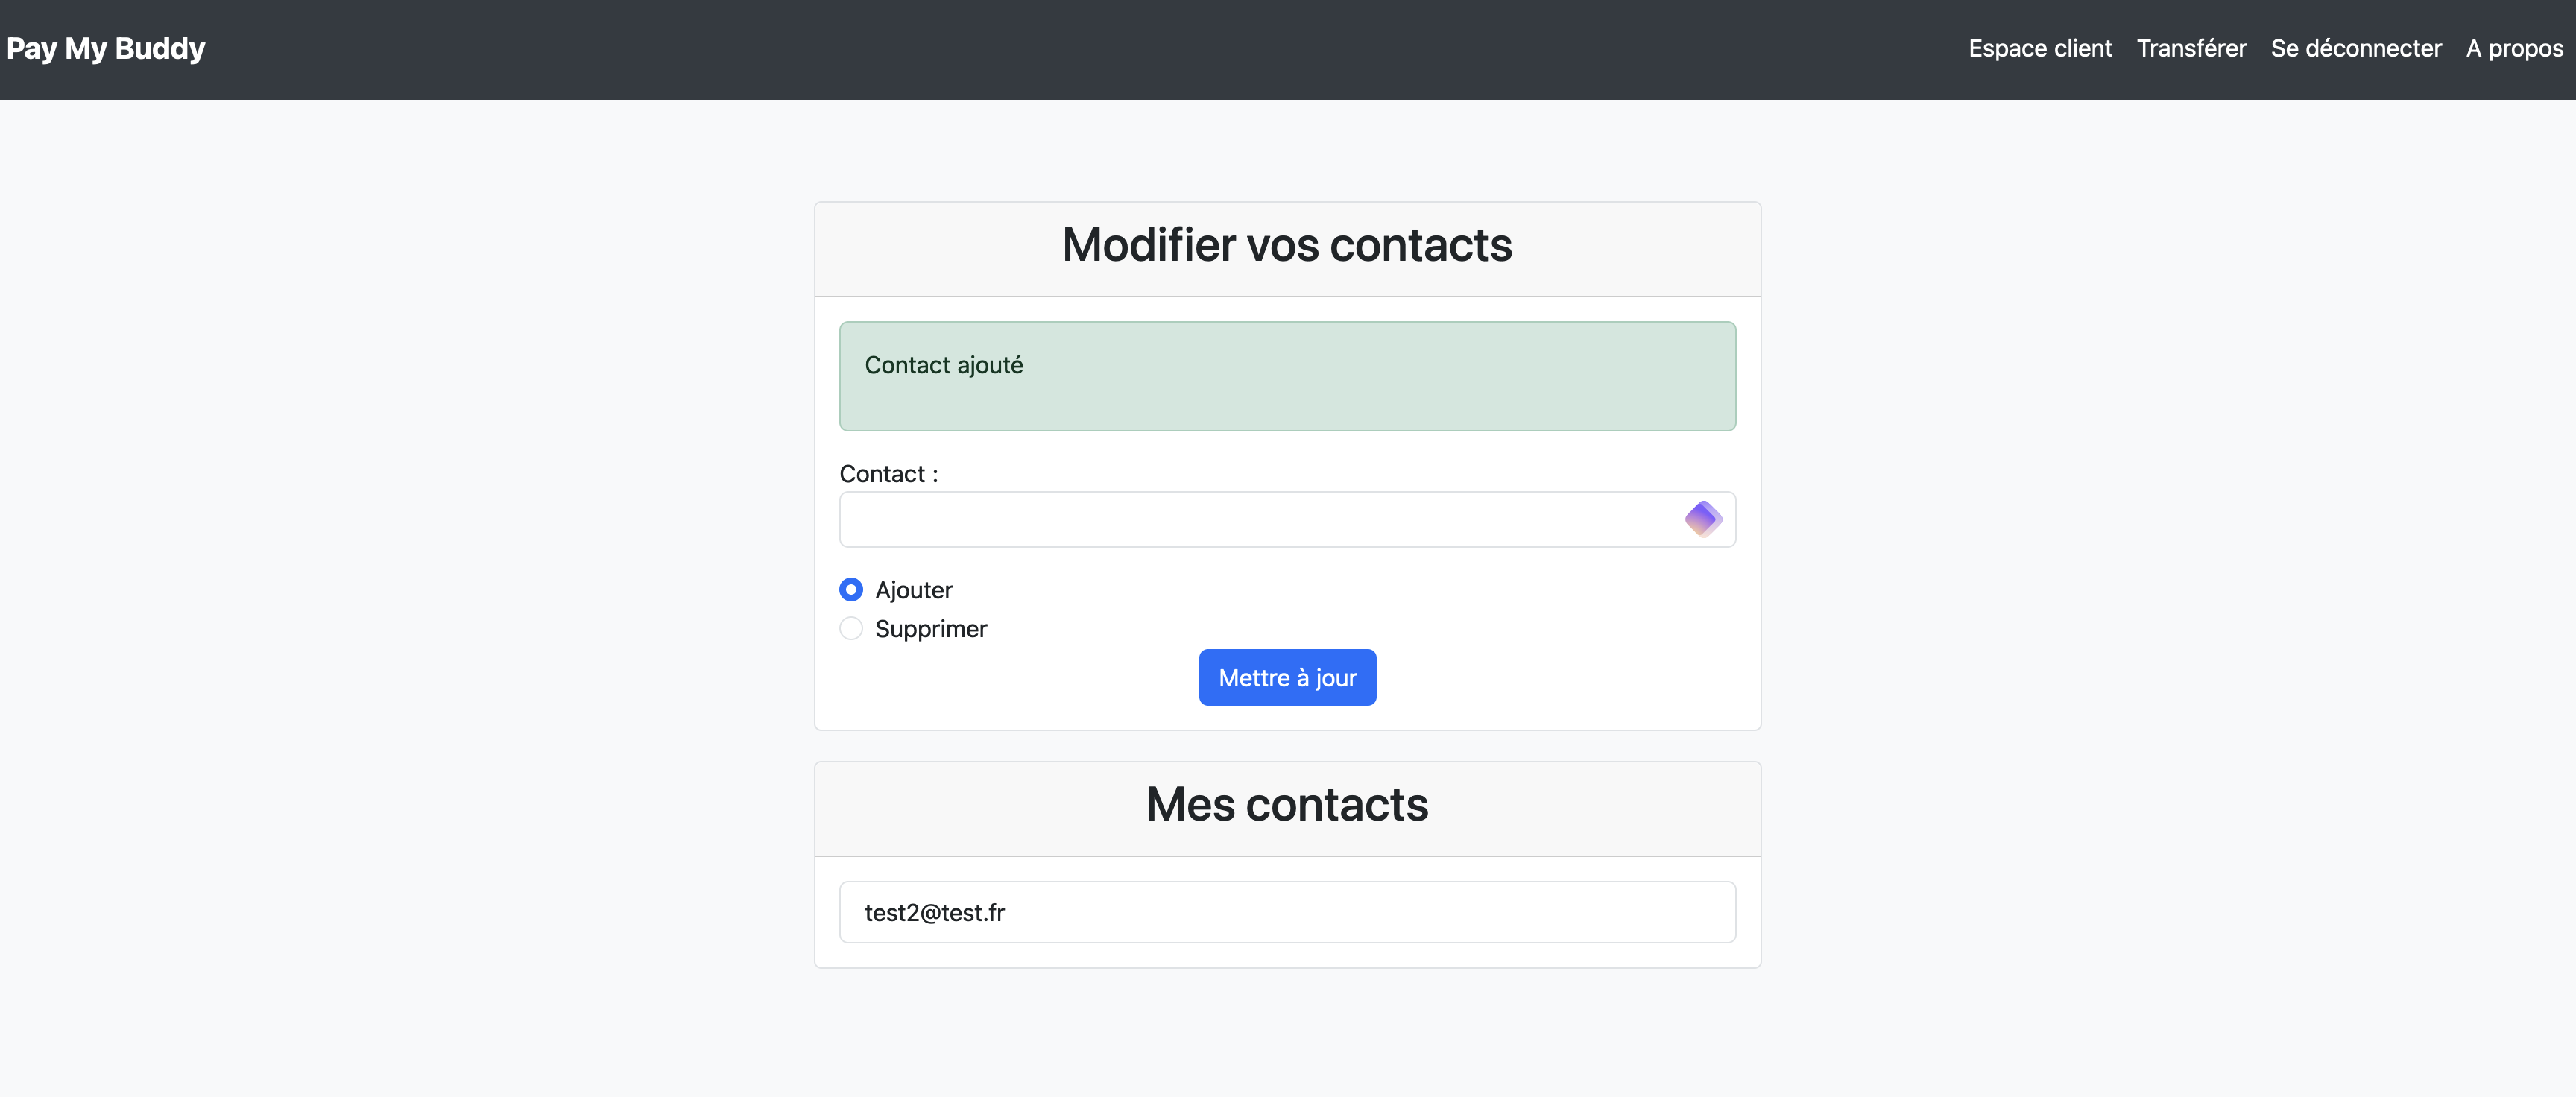 Pay My Buddy
Espace client Transférer Se déconnecter A propos
Modifier vos contacts
Contact ajouté
Contact :
Ajouter
Supprimer
Mettre à jour
Mes contacts
test2@test.fr